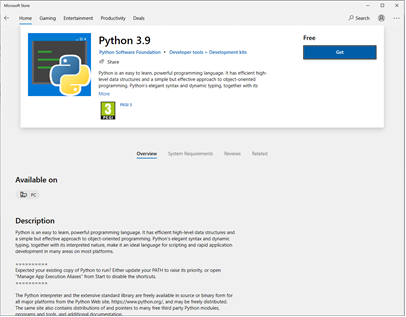 Microsoft Store
Home Gaming Entertainment Productivity Deals Search
Python 3.9
Python Software Foundation • Developer tools > Development kits
Share
Python is an easy to learn, powerful programming language. It has efficient high-
level data structures and a simple but effective approach to object-oriented
programming. Python's elegant syntax and dynamic typing, together with its
More
3
PEGI
PEGI 3
Free
Get
Overview System Requirements Reviews Related
Available on
PC
Description
Python is an easy to learn, powerful programming language. It has efficient high-level data structures and
a simple but effective approach to object-oriented programming. Python's elegant syntax and dynamic
typing, together with its interpreted nature, make it an ideal language for scripting and rapid application
development in many areas on most platforms.
==========
Expected your existing copy of Python to run? Either update your PATH to raise its priority, or open
"Manage App Execution Aliases" from Start to disable the shortcuts.
==========
The Python interpreter and the extensive standard library are freely available in source or binary form for
all major platforms from the Python Web site, https://www.python.org/, and may be freely distributed.
The same site also contains distributions of and pointers to many free third party Python modules,
programs and tools, and additional documentation.